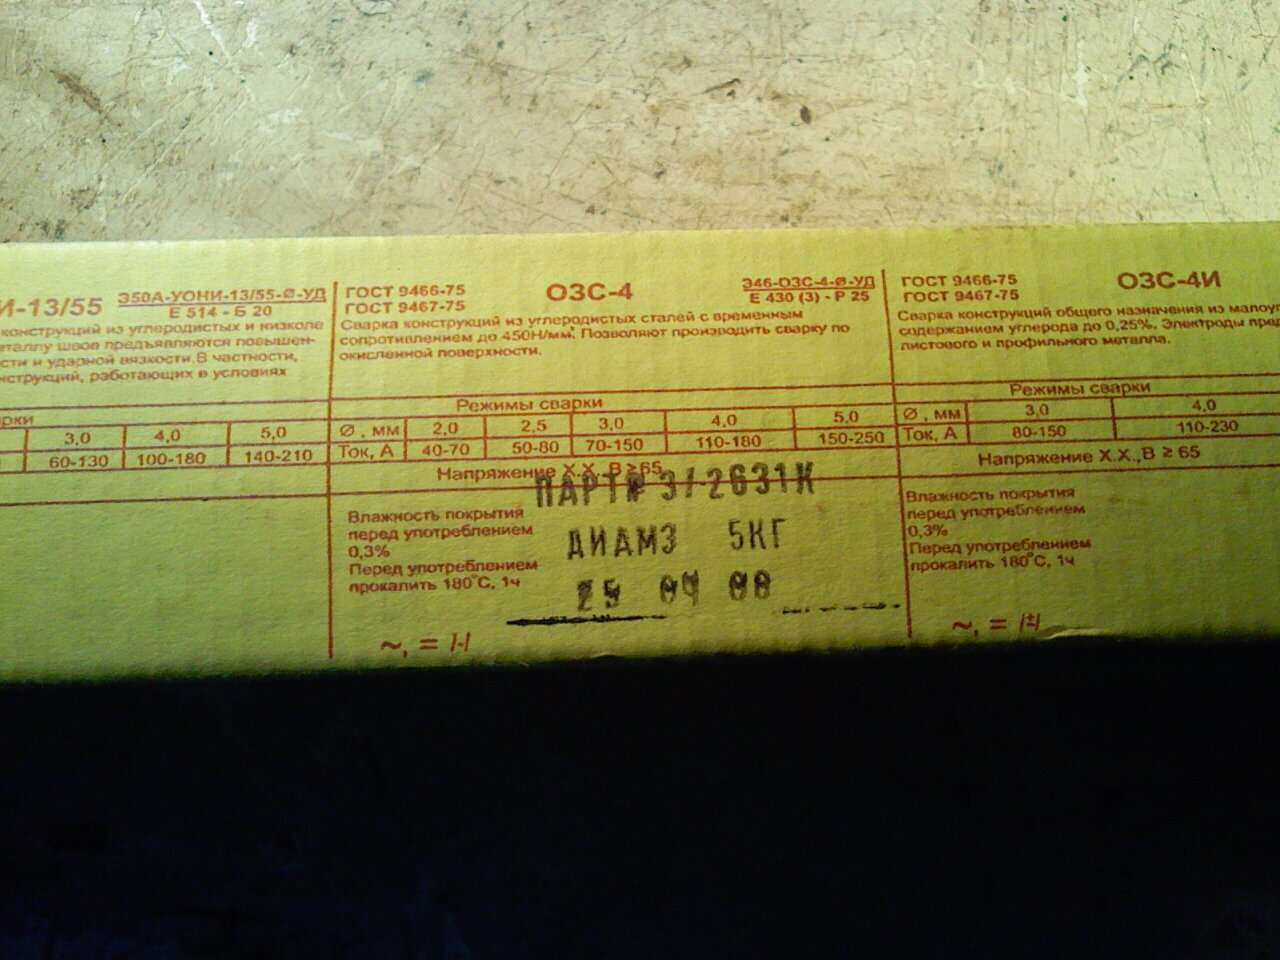 И-13/55
Э50А-УОНИ-13/55-Ø-УД
Е 514 - Б 20
конструкций из углеродистых и низколе
еталлу швов предъявляются повышен-
сти и ударной вязкости.В частности,
нструкций, работающих в условиях
рки
3,0 4,0 5,0
60-130 100-180 140-210
ГОСТ 9466-75
ГОСТ 9467-75
ОЗС-4
Э46-ОЗС-4-Ø-УД
Е 430 (3) - Р 25
Сварка конструкций из углеродистых сталей с временным
сопротивлением до 450Н/мм². Позволяют производить сварку по
окисленной поверхности.
Режимы сварки
Ø, мм 2,0 2,5 3,0 4,0 5,0
Ток, А 40-70 50-80 70-150 110-180 150-250
Напряжение Х.Х. В ≥ 65
ПАРТ№ 37-2631К
ДИАМ3 5КГ
25 09 08
Влажность покрытия
перед употреблением
0,3%
Перед употреблением
прокалить 180°С, 1ч
~, = /-/
ГОСТ 9466-75
ГОСТ 9467-75
ОЗС-4И
Сварка конструкций общего назначения из малоуг
содержанием углерода до 0,25%. Электроды пред
листового и профильного металла.
Режимы сварки
Ø, мм 3,0 4,0
Ток, А 80-150 110-230
Напряжение Х.Х.,В ≥ 65
Влажность покрытия
перед употреблением
0,3%
Перед употреблением
прокалить 180°С, 1ч
~, = /±/